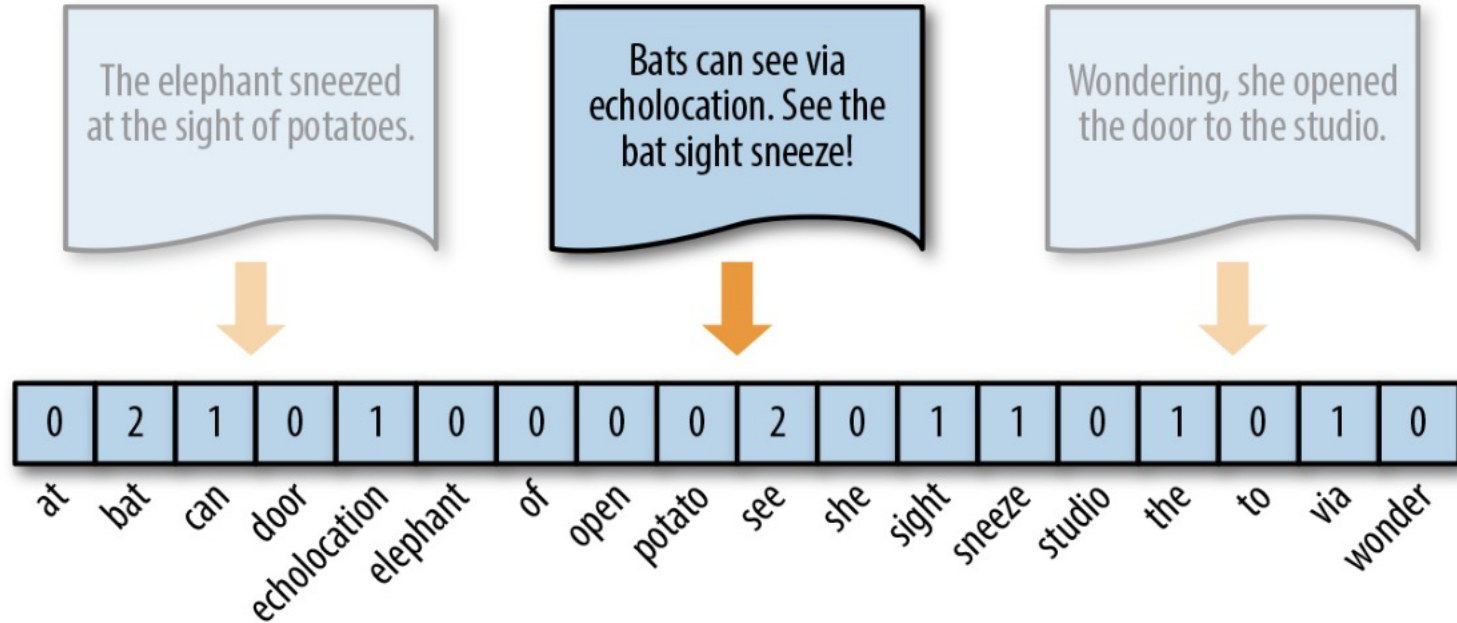 The elephant sneezed
at the sight of potatoes.
Bats can see via
echolocation. See the
bat sight sneeze!
Wondering, she opened
the door to the studio.
0 2 1 0 1 0 0 0 0 2 0 1 1 0 1 0 1 0
at bat can door echolocation elephant of open potato see she sight sneeze studio the to via wonder